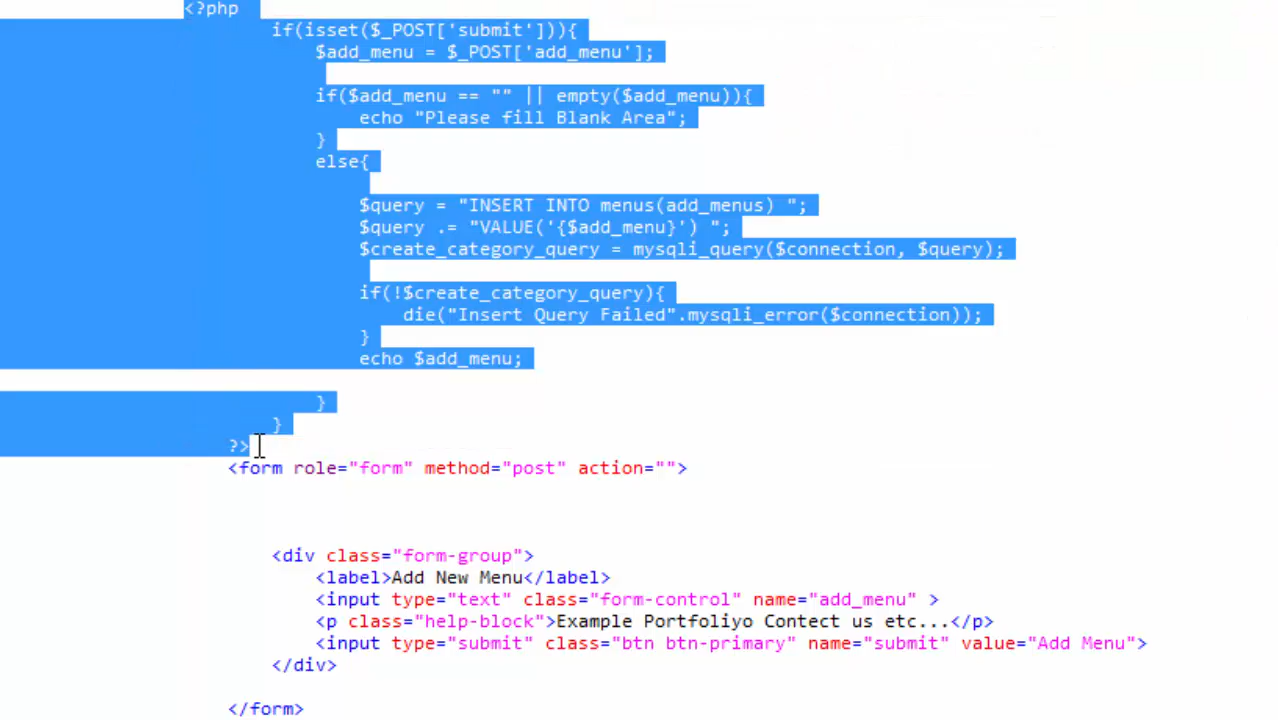 <?php
if(isset($_POST['submit'])){
$add_menu = $_POST['add_menu'];
if($add_menu == "" || empty($add_menu)){
echo "Please fill Blank Area";
}
else{
$query = "INSERT INTO menus(add_menus) ";
$query .= "VALUE('{$add_menu}') ";
$create_category_query = mysqli_query($connection, $query);
if(!$create_category_query){
die("Insert Query Failed".mysqli_error($connection));
}
echo $add_menu;
}
}
?>
<form role="form" method="post" action="">
<div class="form-group">
<label>Add New Menu</label>
<input type="text" class="form-control" name="add_menu" >
<p class="help-block">Example Portfoliyo Contect us etc...</p>
<input type="submit" class="btn btn-primary" name="submit" value="Add Menu">
</div>
</form>